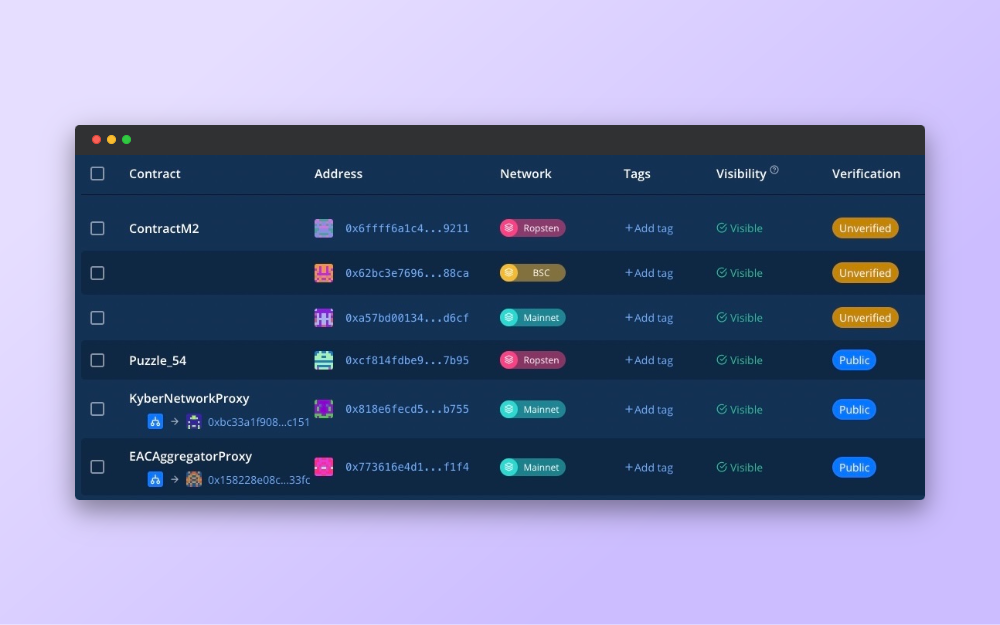 Contract Address Network Tags Visibility ? Verification
ContractM2 0x6ffff6a1c4...9211 Ropsten +Add tag Visible Unverified
0x62bc3e7696...88ca BSC +Add tag Visible Unverified
0xa57bd00134...d6cf Mainnet +Add tag Visible Unverified
Puzzle_54 0xcf814fdbe9...7b95 Ropsten +Add tag Visible Public
KyberNetworkProxy 0x818e6fecd5...b755 Mainnet +Add tag Visible Public
→ 0xbc33a1f908...c151
EACAggregatorProxy 0x773616e4d1...f1f4 Mainnet +Add tag Visible Public
→ 0x158228e08c...33fc